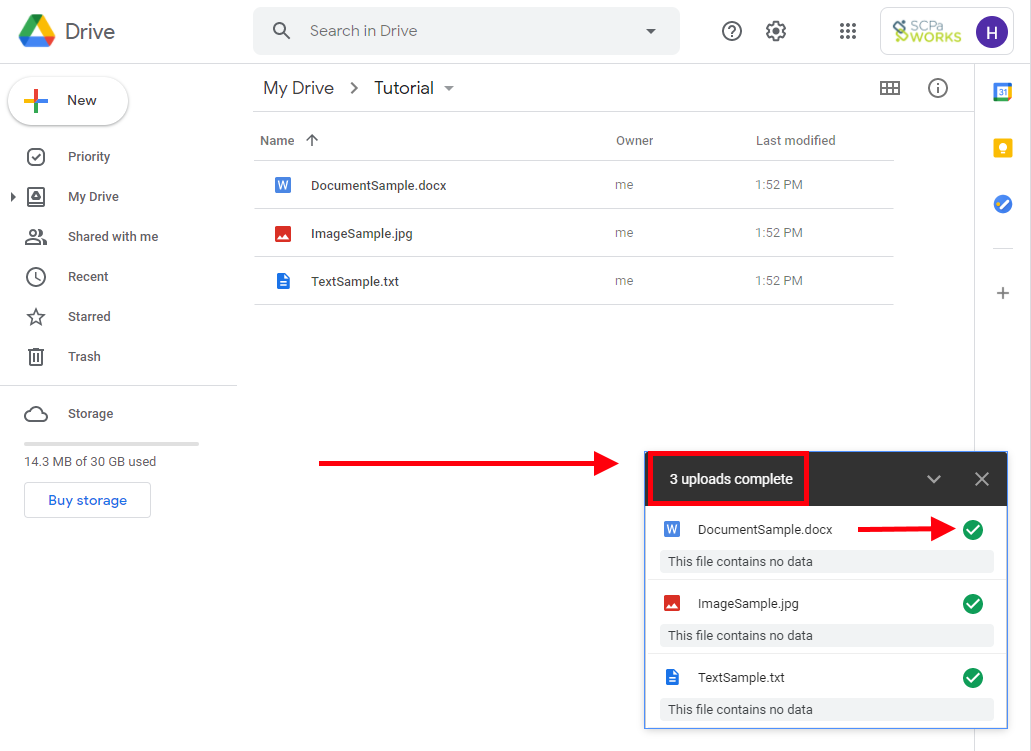 Drive
Search in Drive
SCPa
WORKS
H
New
My Drive
Tutorial
31
Priority
My Drive
Shared with me
Recent
Starred
Trash
Storage
14.3 MB of 30 GB used
Buy storage
Name Owner Last modified
W DocumentSample.docx me 1:52 PM
ImageSample.jpg me 1:52 PM
TextSample.txt me 1:52 PM
3 uploads complete
W DocumentSample.docx
This file contains no data
ImageSample.jpg
This file contains no data
TextSample.txt
This file contains no data